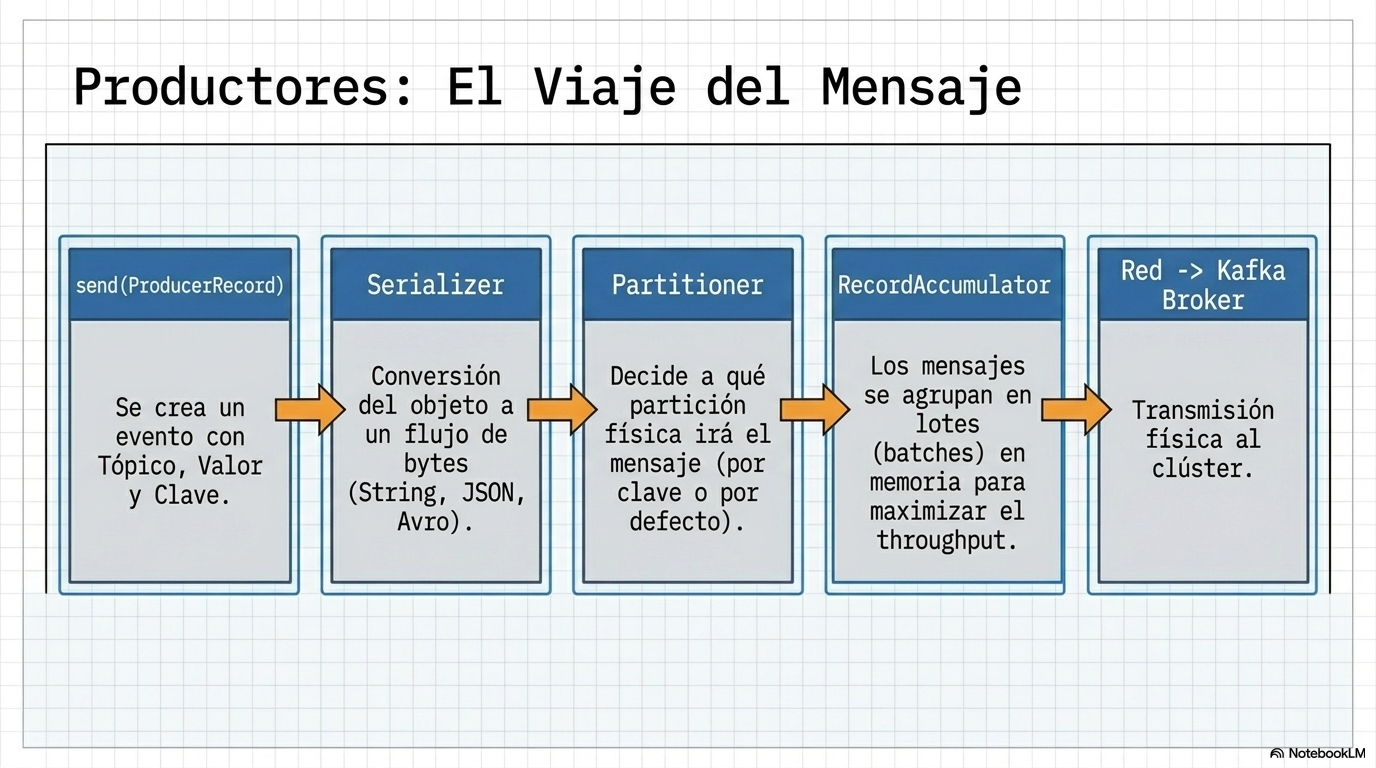 Productores: El Viaje del Mensaje
send(ProducerRecord)
Se crea un
evento con
Tópico, Valor
y Clave.
Serializer
Conversión
del objeto a
un flujo de
bytes
(String, JSON,
Avro).
Partitioner
Decide a qué
partición
física irá el
mensaje (por
clave o por
defecto).
RecordAccumulator
Los mensajes
se agrupan en
lotes
(batches) en
memoria para
maximizar el
throughput.
Red -> Kafka
Broker
Transmisión
física al
clúster.
NotebookLM